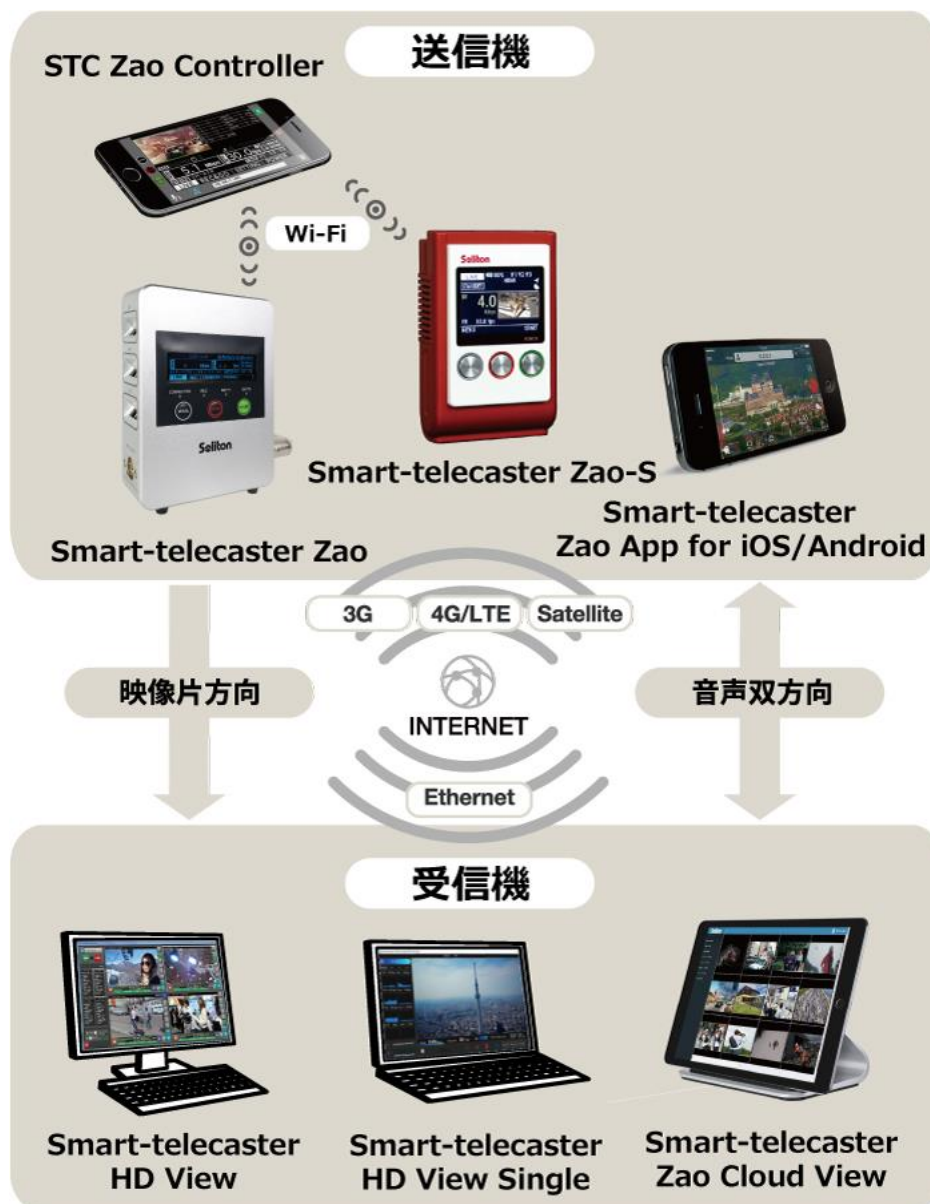 送信機
STC Zao Controller
Wi-Fi
Soliton
4.0
Soliton
Smart-telecaster Zao-S
Smart-telecaster Zao
Smart-telecaster
Zao App for iOS/Android
3G
4G/LTE
Satellite
映像片方向
INTERNET
音声双方向
Ethernet
受信機
Smart-telecaster
HD View
Smart-telecaster
HD View Single
Smart-telecaster
Zao Cloud View